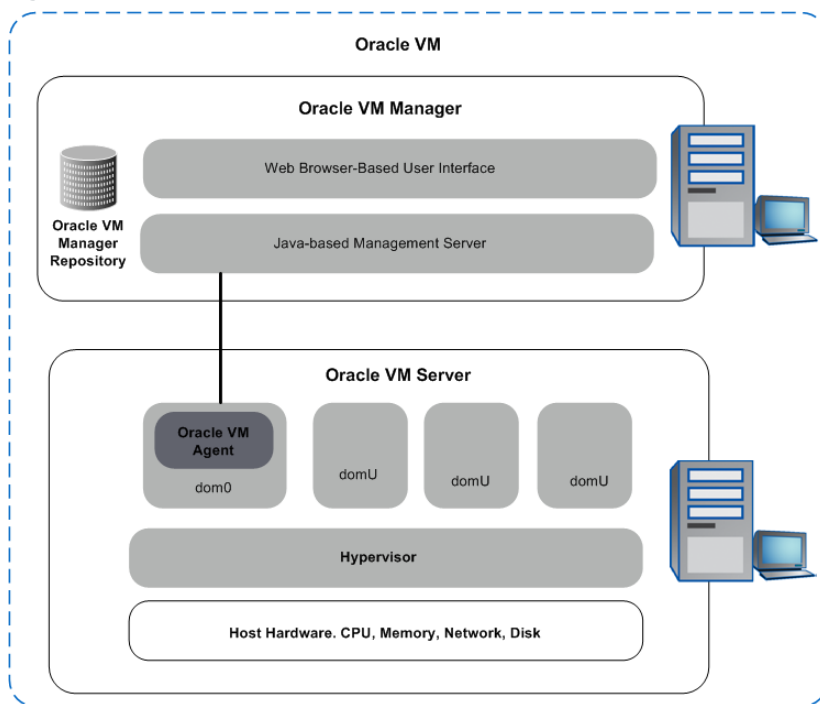 Oracle VM
Oracle VM Manager
Web Browser-Based User Interface
Oracle VM
Manager
Repository
Java-based Management Server
Oracle VM Server
Oracle VM
Agent
dom0
domU
domU
domU
Hypervisor
Host Hardware. CPU, Memory, Network, Disk